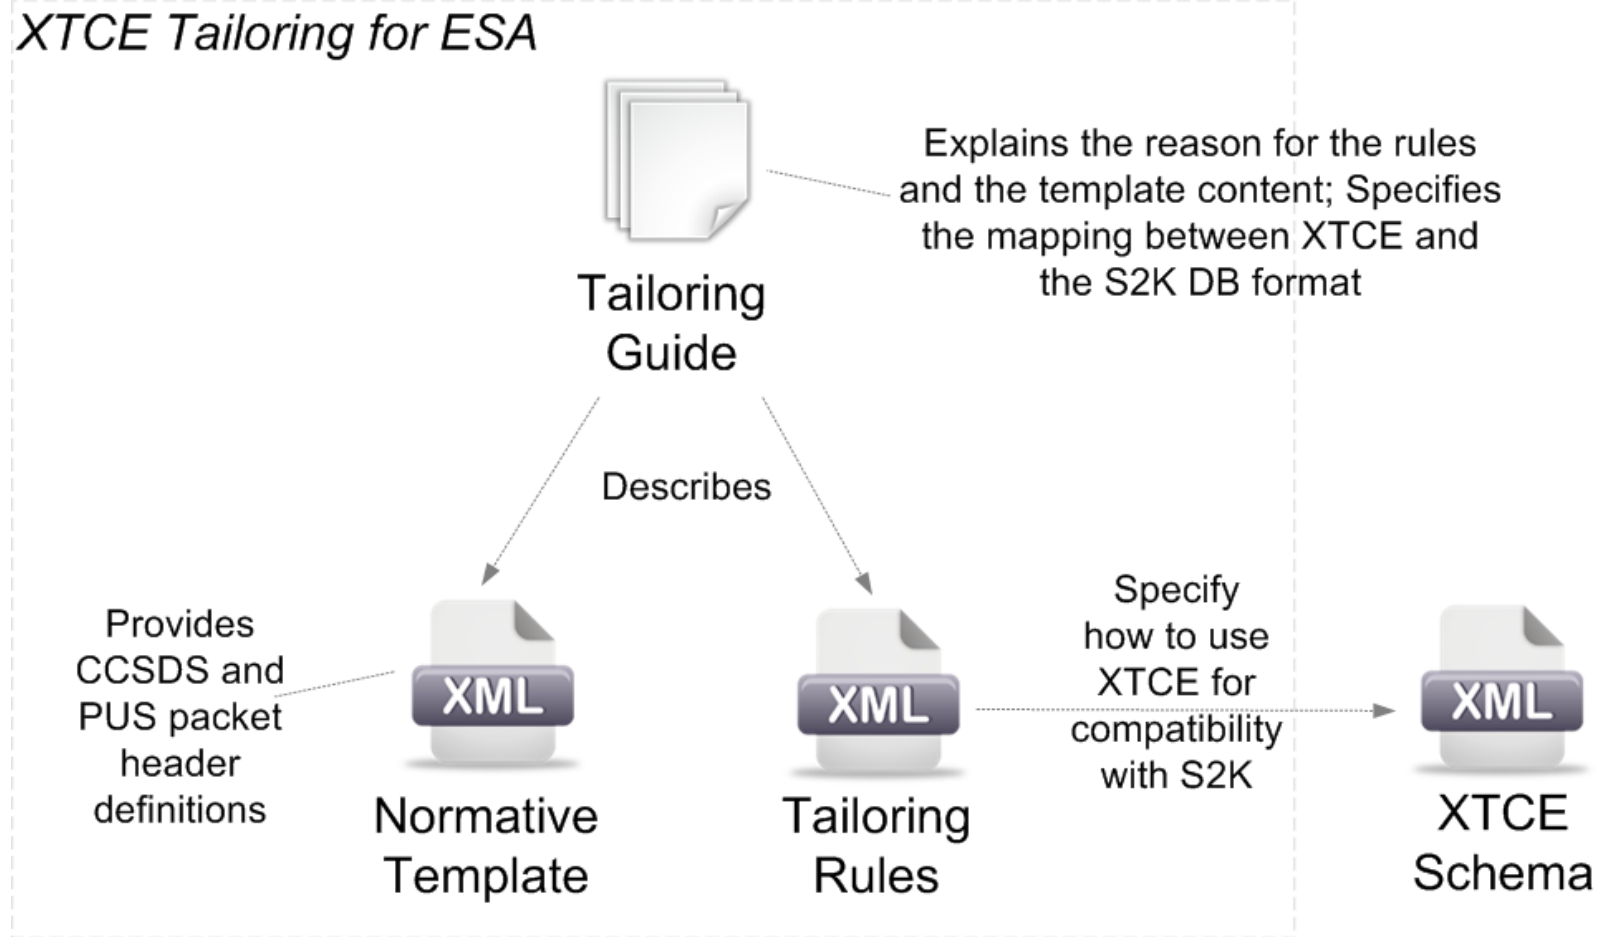 XTCE Tailoring for ESA
Explains the reason for the rules
and the template content; Specifies
the mapping between XTCE and
the S2K DB format
Tailoring
Guide
Describes
Provides
CCSDS and
PUS packet
header
definitions
XML
Normative
Template
XML
Tailoring
Rules
Specify
how to use
XTCE for
compatibility
with S2K
XML
XTCE
Schema